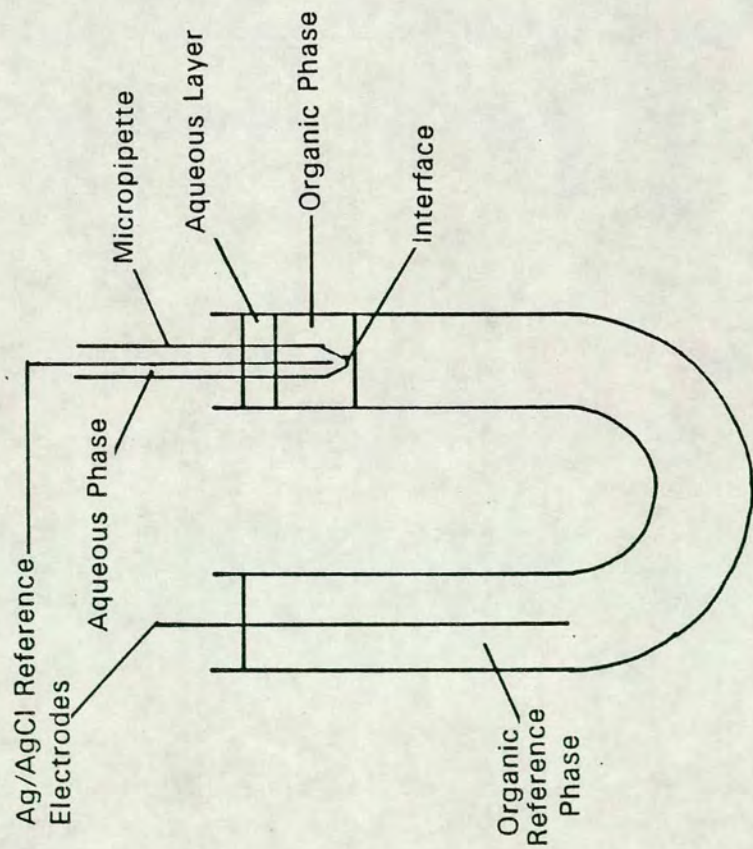 Ag/AgCl Reference
Electrodes
Aqueous Phase
Micropipette
Aqueous Layer
Organic Phase
Interface
Organic
Reference
Phase